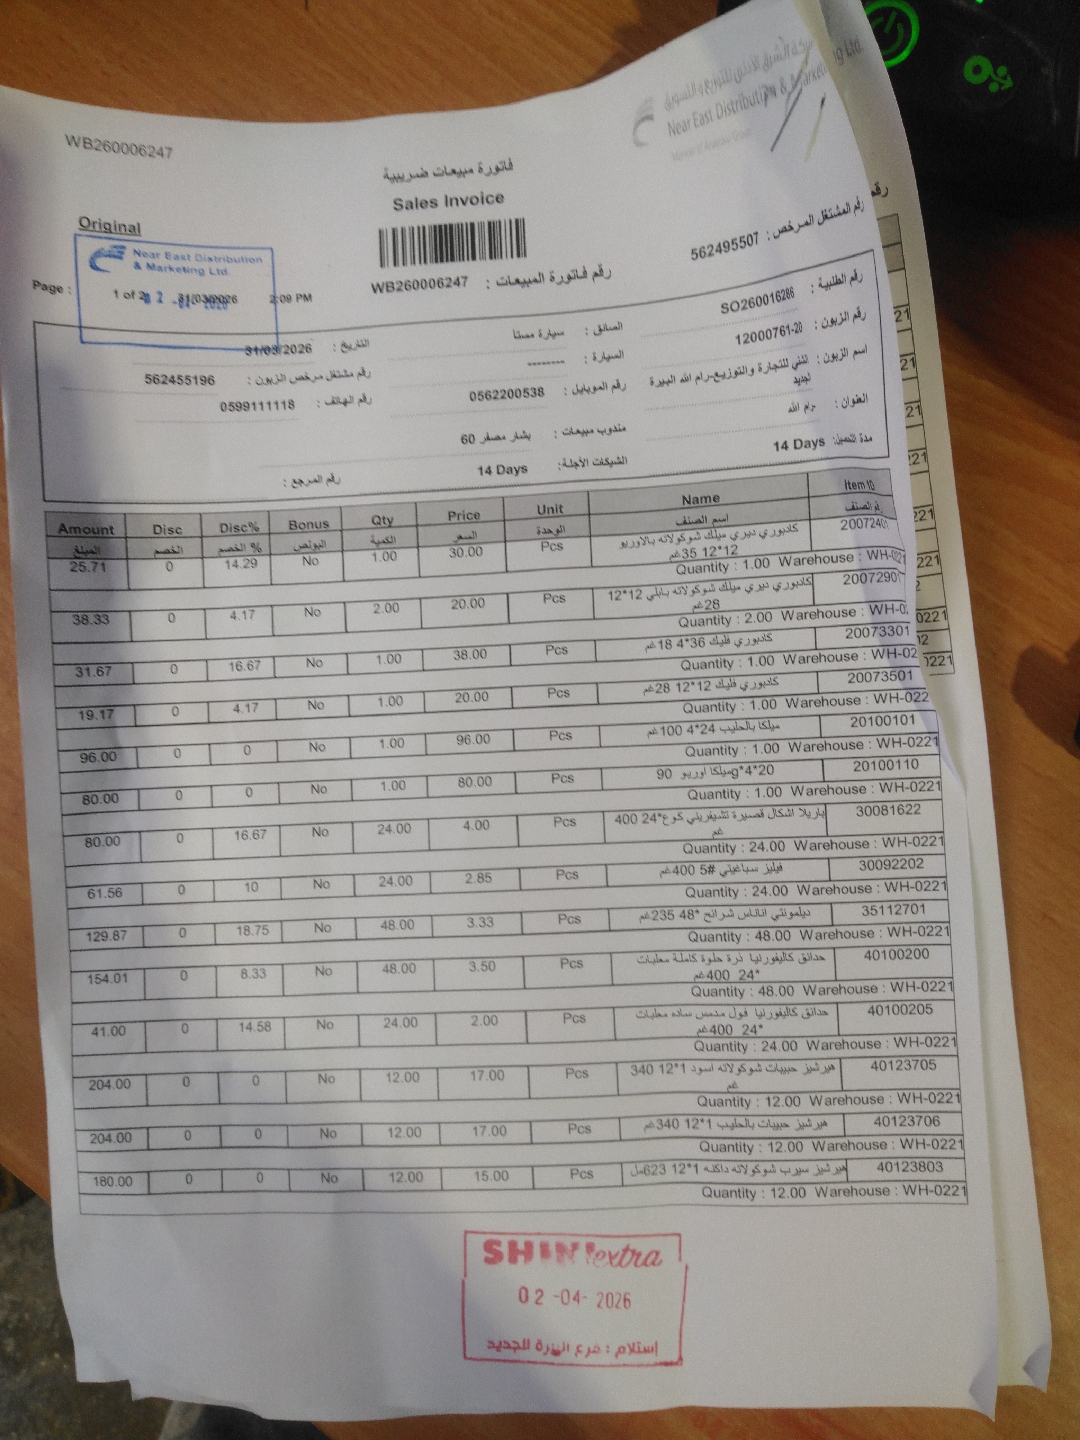 شركة الشرق الأدنى للتوزيع والتسويق
Near East Distribution & Marketing Ltd.
WB260006247
فاتورة مبيعات ضريبية
Sales Invoice
Original
Near East Distribution
& Marketing Ltd.
رقم المشتغل المرخص : 562495507
رقم فاتورة المبيعات : WB260006247
Page : 1 of 2 31/03/2026 2:09 PM
رقم الطلبية : SO260016286
الصائق : سيارة مصتا
التاريخ : 31/03/2026
رقم الزبون : 12000761-20
السيارة : --------
رقم مشتغل مرخص الزبون : 562455196
اسم الزبون : للتجارة والتوزيع-رام الله البيرة
رقم الموبايل : 0562200538
رقم الهاتف : 0599111118
العنوان : رام الله
مندوب مبيعات : بشار مصفر 60
14 Days
الشيكات الآجلة: 14 Days
رقم المرجع :
Amount Disc Disc% Bonus Qty Price Unit Name Item ID
المبلغ الخصم % الخصم البونص الكمية السعر الوحدة اسم الصنف
25.71 0 14.29 No 1.00 30.00 Pcs كادبوري ديري ميلك شوكولاته بالاوريو 12*12 35غم
Quantity : 1.00 Warehouse : WH-0221
38.33 0 4.17 No 2.00 20.00 Pcs كادبوري ديري ميلك شوكولاته بابلي 12*12 28غم
Quantity : 2.00 Warehouse : WH-0
31.67 0 16.67 No 1.00 38.00 Pcs كادبوري فليك 36*4 18غم 20073301
Quantity : 1.00 Warehouse : WH-02
19.17 0 4.17 No 1.00 20.00 Pcs كادبوري فليك 12*12 28غم 20073501
Quantity : 1.00 Warehouse : WH-022
96.00 0 0 No 1.00 96.00 Pcs ميلكا بالحليب 24*4 100غم 20100101
Quantity : 1.00 Warehouse : WH-0221
80.00 0 0 No 1.00 80.00 Pcs ميلكا اوريو 90 g*4*20 20100110
Quantity : 1.00 Warehouse : WH-0221
80.00 0 16.67 No 24.00 4.00 Pcs باريلا اشكال قصيرة تشيفريني كوع*24 400 غم 30081622
Quantity : 24.00 Warehouse : WH-0221
61.56 0 10 No 24.00 2.85 Pcs فيليز سباغيتي #5 400غم 30092202
Quantity : 24.00 Warehouse : WH-0221
129.87 0 18.75 No 48.00 3.33 Pcs ديلمونتي اناناس شرائح *48 235غم 35112701
Quantity : 48.00 Warehouse : WH-0221
154.01 0 8.33 No 48.00 3.50 Pcs حدائق كاليفورنيا ذرة حلوة كاملة معلبات *24 400غم 40100200
Quantity : 48.00 Warehouse : WH-0221
41.00 0 14.58 No 24.00 2.00 Pcs حدائق كاليفورنيا فول مدمس ساده معلبات *24 400غم 40100205
Quantity : 24.00 Warehouse : WH-0221
204.00 0 0 No 12.00 17.00 Pcs هيرشيز حبيبات شوكولاته اسود 1*12 340 غم 40123705
Quantity : 12.00 Warehouse : WH-0221
204.00 0 0 No 12.00 17.00 Pcs هيرشيز حبيبات بالحليب 1*12 340غم 40123706
Quantity : 12.00 Warehouse : WH-0221
180.00 0 0 No 12.00 15.00 Pcs هيرشيز سيرب شوكولاته داكنه 1*12 623مل 40123803
Quantity : 12.00 Warehouse : WH-0221
SHINI extra
02 -04- 2026
إستلام : فرع البيرة الجديد